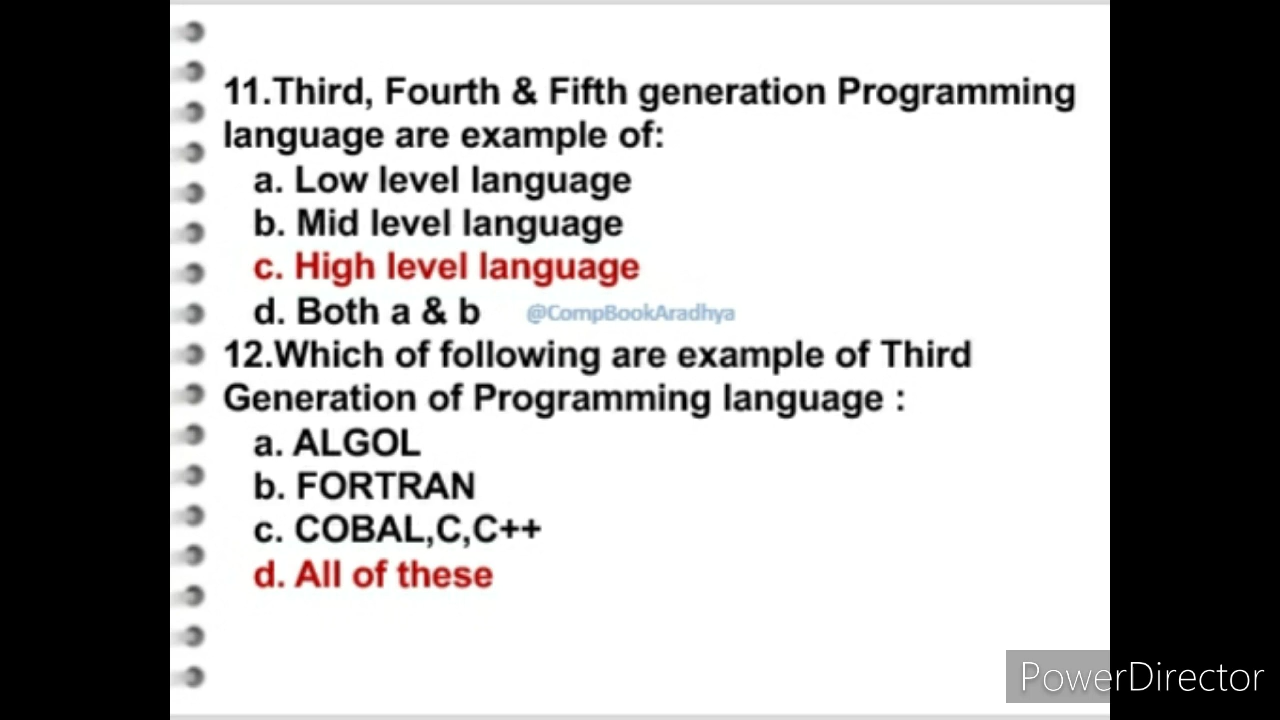 11.Third, Fourth & Fifth generation Programming
language are example of:
a. Low level language
b. Mid level language
c. High level language
d. Both a & b @CompBookAradhya
12.Which of following are example of Third
Generation of Programming language :
a. ALGOL
b. FORTRAN
c. COBAL,C,C++
d. All of these
PowerDirector